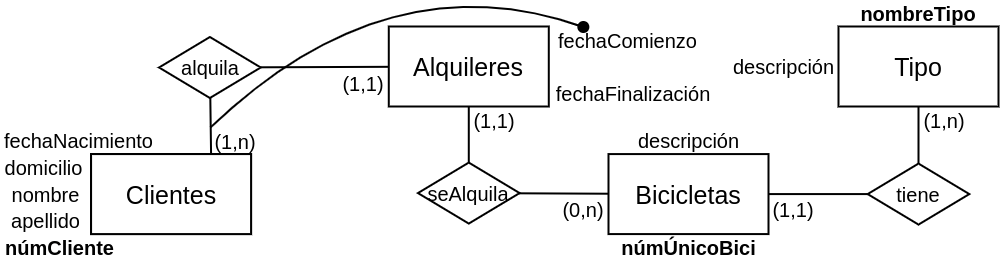 nombreTipo
fechaComienzo
alquila
Alquileres
descripción
Tipo
(1,1)
fechaFinalización
(1,1)
(1,n)
fechaNacimiento
(1,n)
descripción
domicilio
nombre
Clientes
seAlquila
Bicicletas
tiene
apellido
(0,n)
(1,1)
númCliente
númÚnicoBici